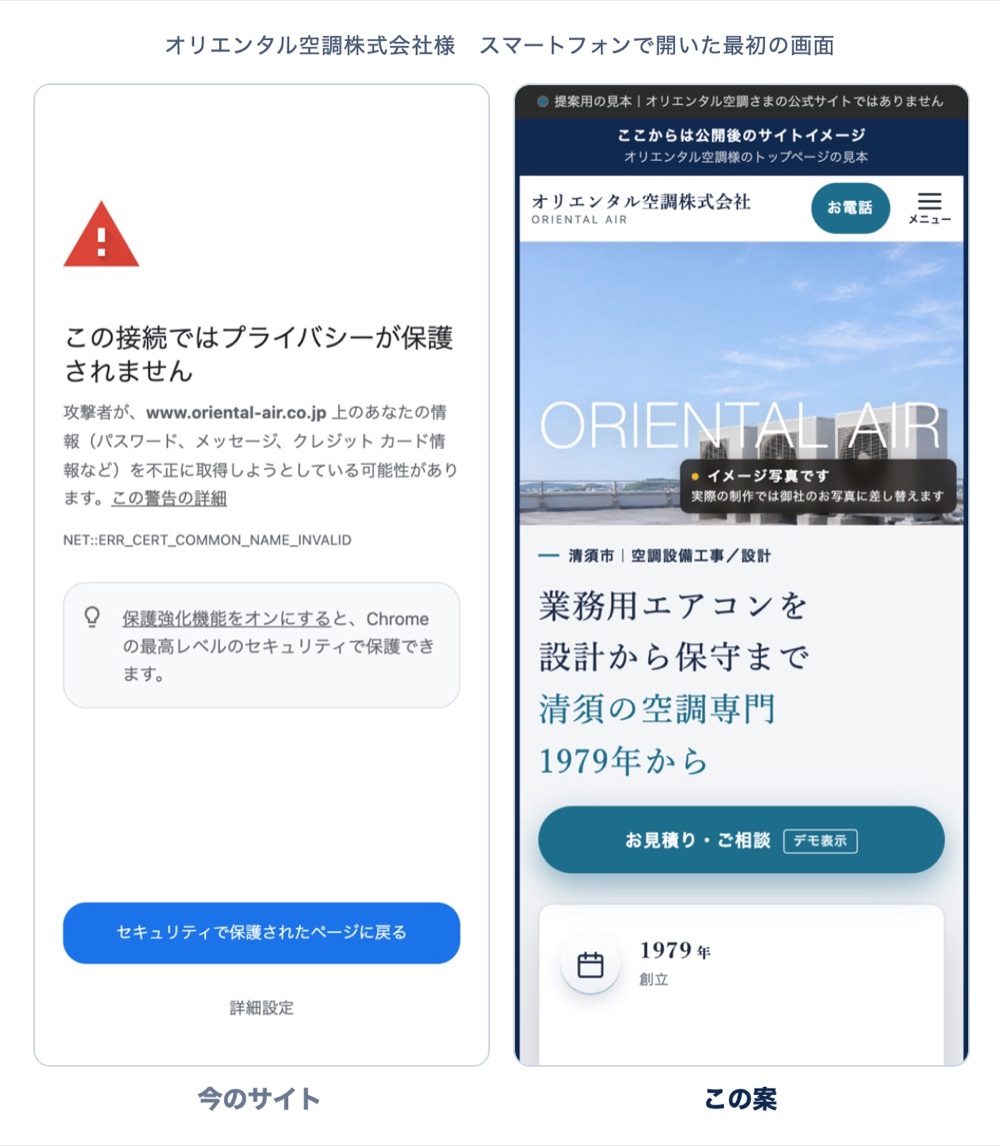 オリエンタル空調株式会社様　スマートフォンで開いた最初の画面
この接続ではプライバシーが保護
されません
攻撃者が、www.oriental-air.co.jp 上のあなたの情
報（パスワード、メッセージ、クレジット カード情
報など）を不正に取得しようとしている可能性があり
ます。この警告の詳細
NET::ERR_CERT_COMMON_NAME_INVALID
保護強化機能をオンにすると、Chrome
の最高レベルのセキュリティで保護でき
ます。
セキュリティで保護されたページに戻る
詳細設定
今のサイト
提案用の見本｜オリエンタル空調さまの公式サイトではありません
ここからは公開後のサイトイメージ
オリエンタル空調様のトップページの見本
オリエンタル空調株式会社
ORIENTAL AIR
お電話
メニュー
ORIENTAL AIR
イメージ写真です
実際の制作では御社のお写真に差し替えます
清須市｜空調設備工事／設計
業務用エアコンを
設計から保守まで
清須の空調専門
1979年から
お見積り・ご相談 デモ表示
1979 年
創立
この案